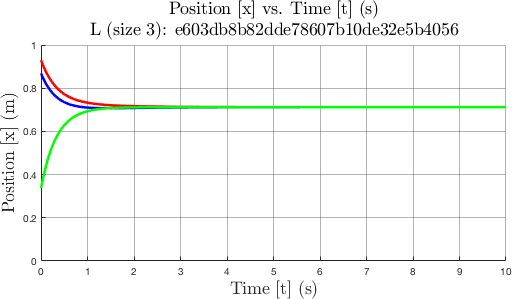 Position [x] vs. Time [t] (s)
L (size 3): e603db8b82dde78607b10de32e5b4056
Position [x] (m)
1
0.8
0.6
0.4
0.2
0
0 1 2 3 4 5 6 7 8 9 10
Time [t] (s)